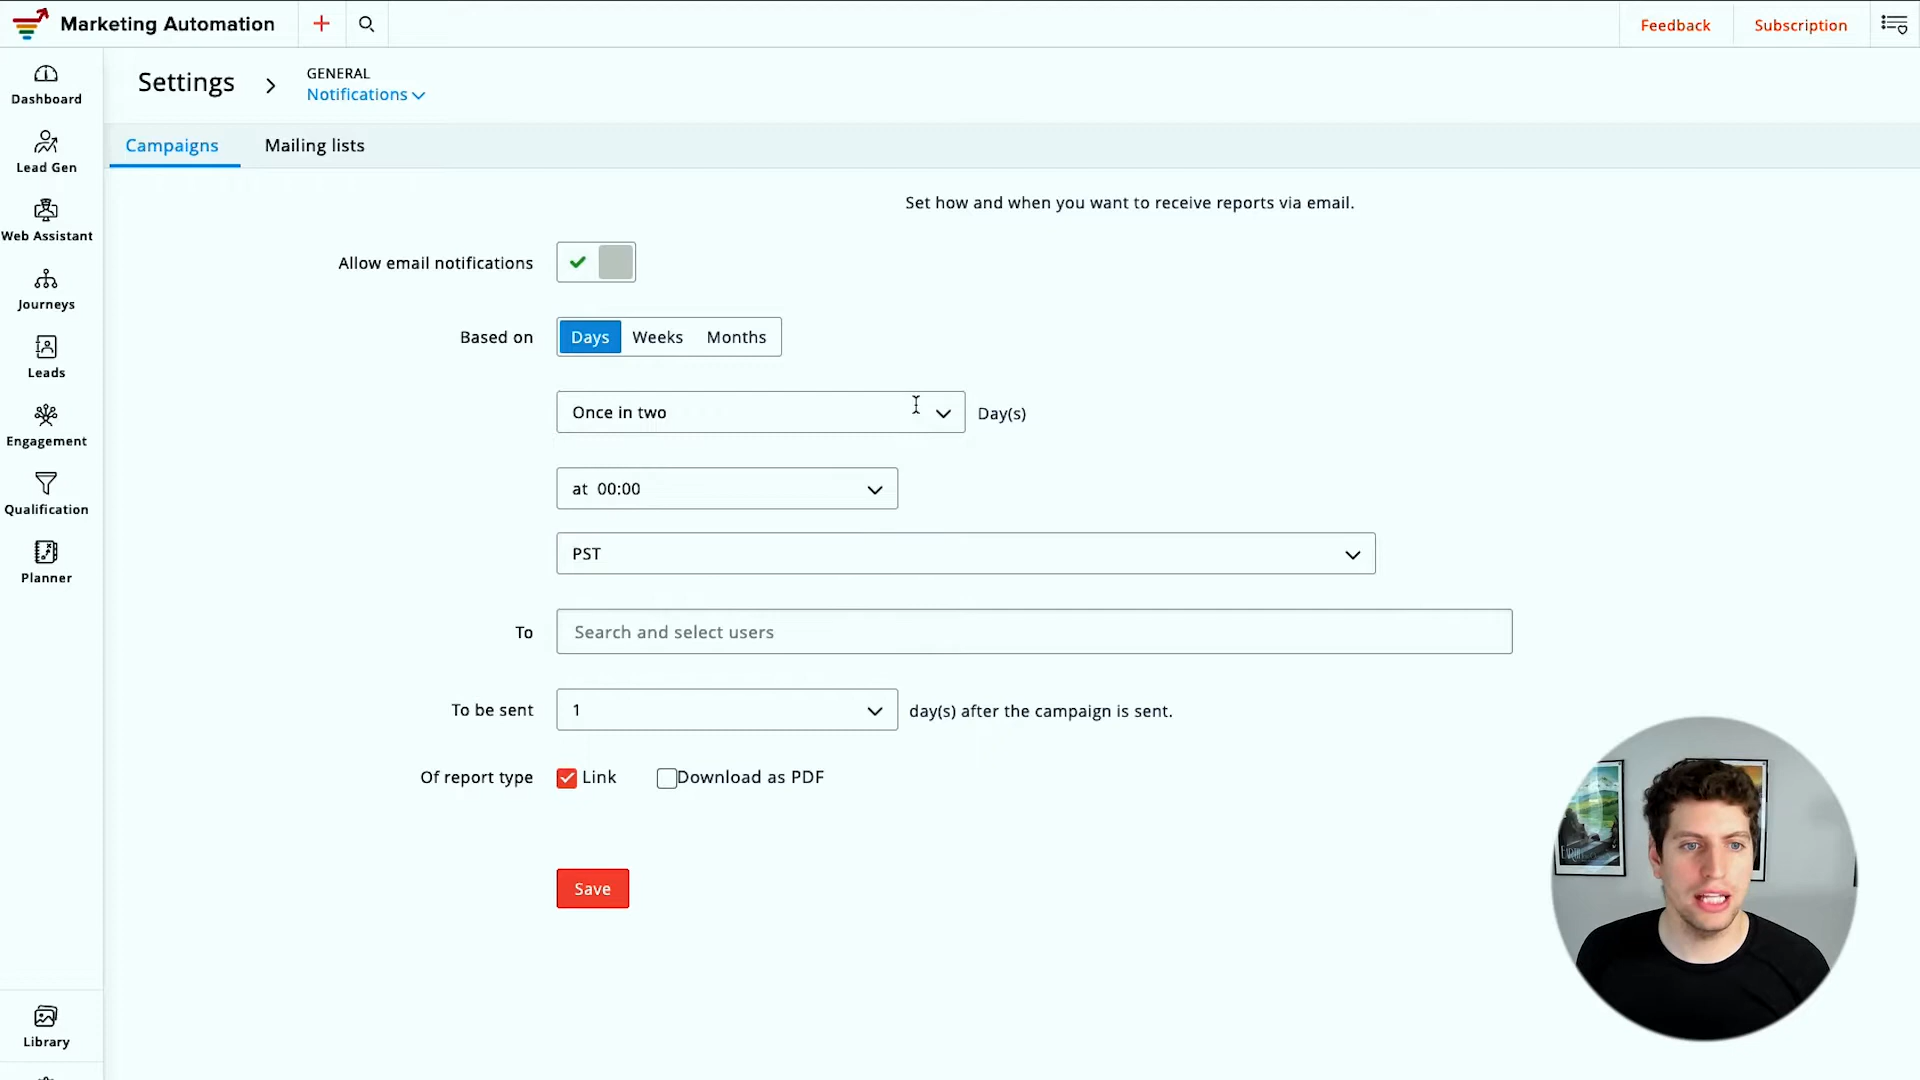 Marketing Automation
Feedback
Subscription
Settings
GENERAL
Notifications
Dashboard
Lead Gen
Web Assistant
Journeys
Leads
Engagement
Qualification
Planner
Library
Campaigns
Mailing lists
Set how and when you want to receive reports via email.
Allow email notifications
Based on Days Weeks Months
Once in two Day(s)
at 00:00
PST
To Search and select users
To be sent 1 day(s) after the campaign is sent.
Of report type Link Download as PDF
Save
EARTH